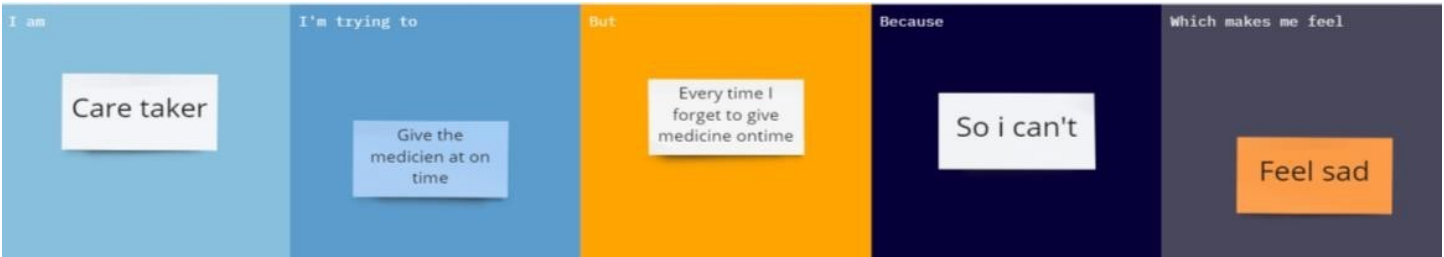 I am
Care taker
I'm trying to
Give the
medicien at on
time
But
Every time I
forget to give
medicine ontime
Because
So i can't
Which makes me feel
Feel sad